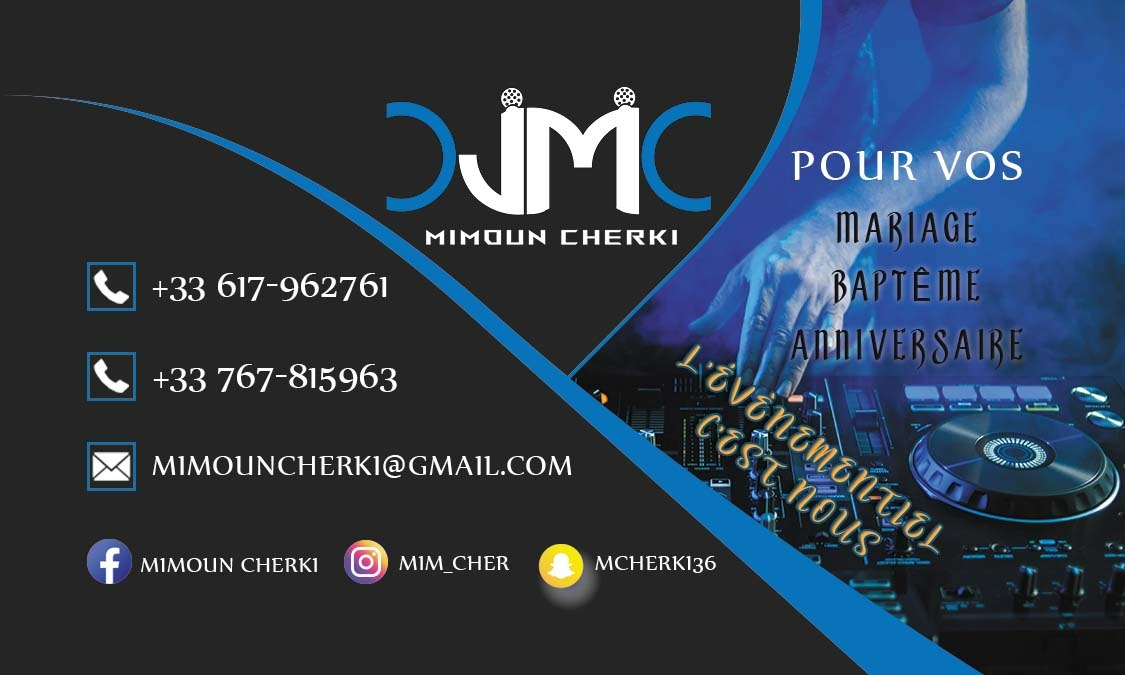 DJMC
MIMOUN CHERKI
+33 617-962761
+33 767-815963
MIMOUNCHERKI@GMAIL.COM
MIMOUN CHERKI
MIM_CHER
MCHERKI36
POUR VOS
MARIAGE
BAPTÊME
ANNIVERSAIRE
L'ÉVÉNEMENTIEL
C'EST NOUS